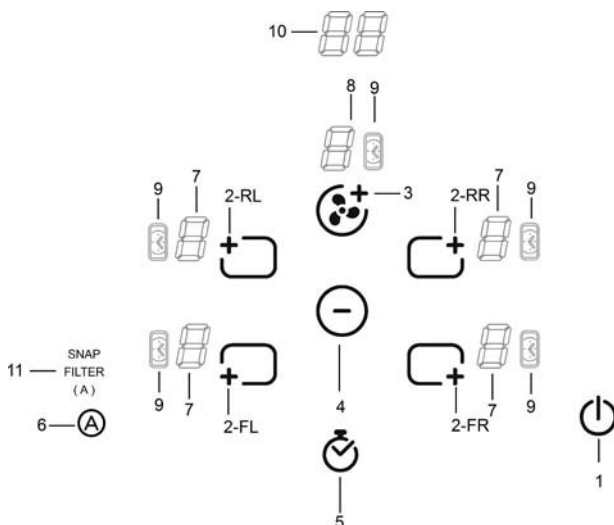 10
8 9
9 7 2-RL 3 2-RR 7 9
11 SNAP
FILTER
(A)
9 7 2-FL 4 2-FR 7 9
6 A
5 1